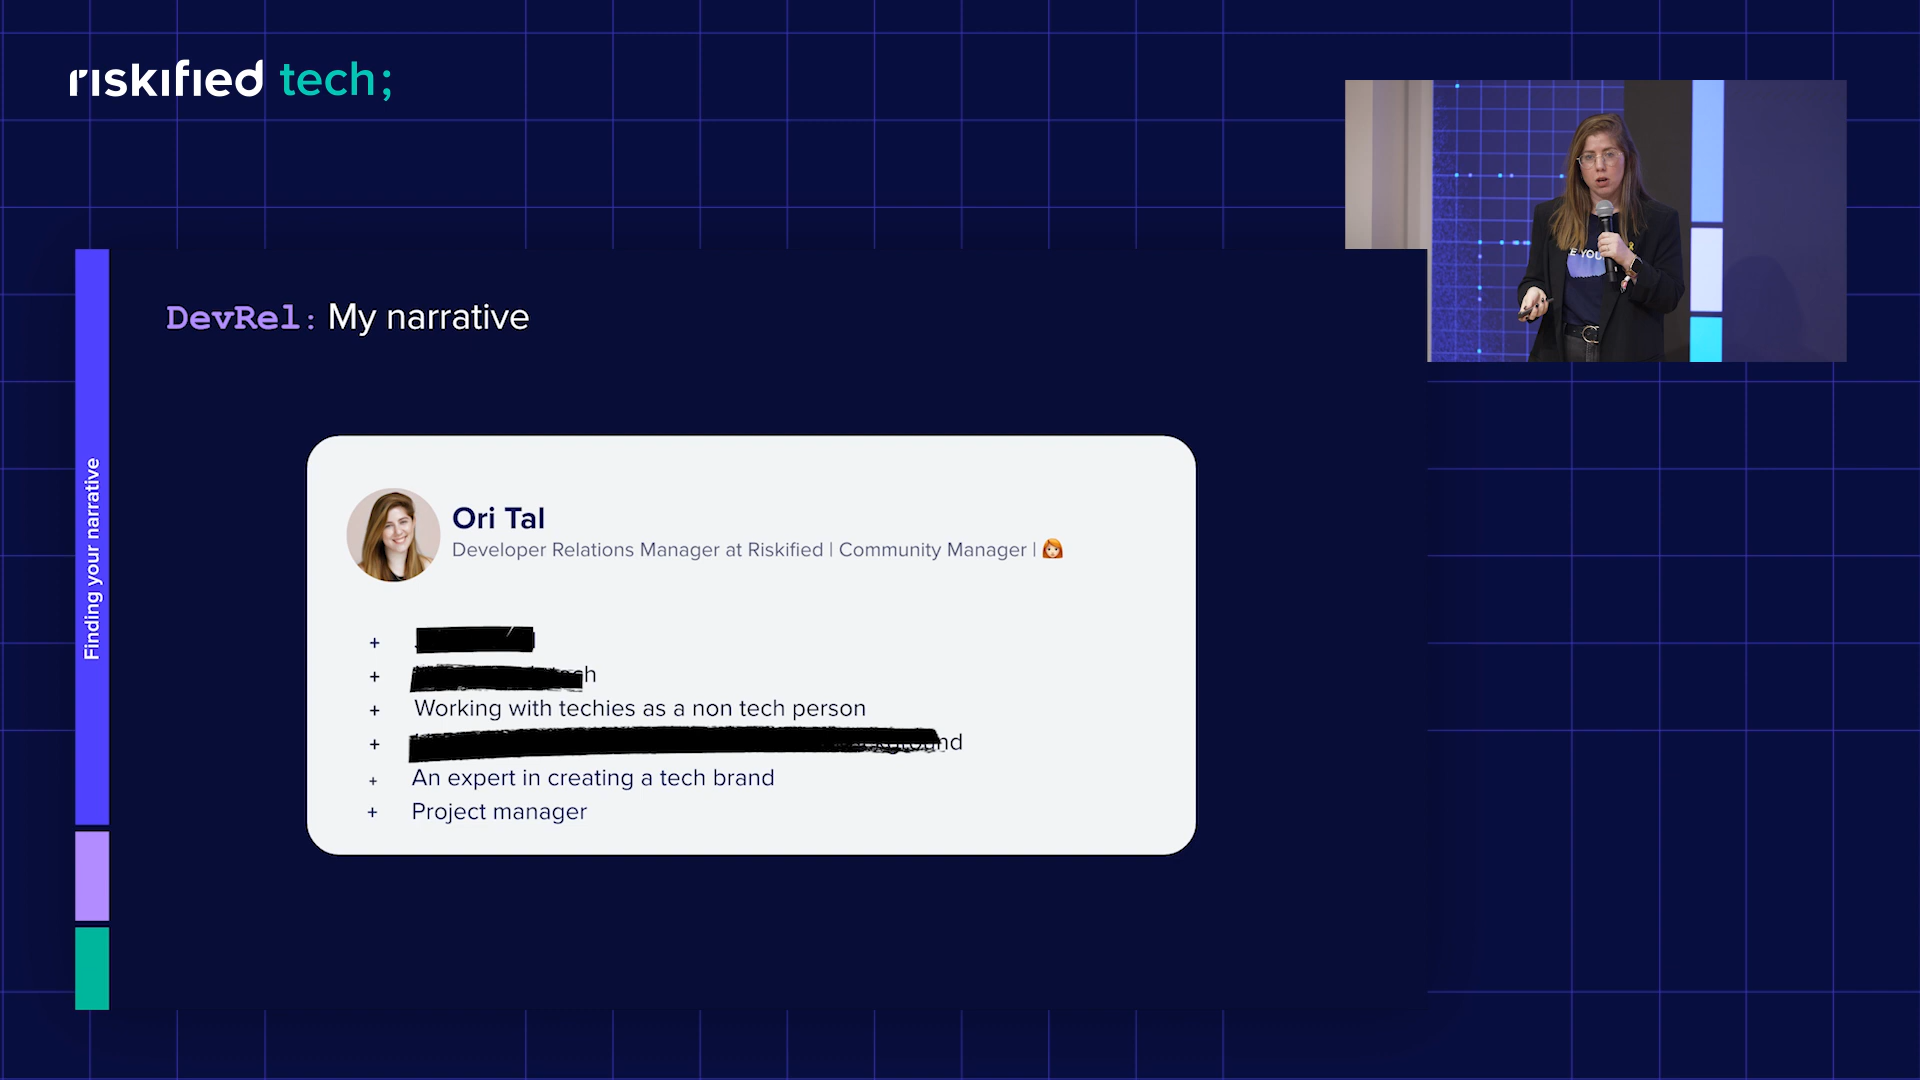 riskified tech;
DevRel: My narrative
Finding your narrative
Ori Tal
Developer Relations Manager at Riskified | Community Manager |
+
+
+ Working with techies as a non tech person
+
+ An expert in creating a tech brand
+ Project manager
E YOU